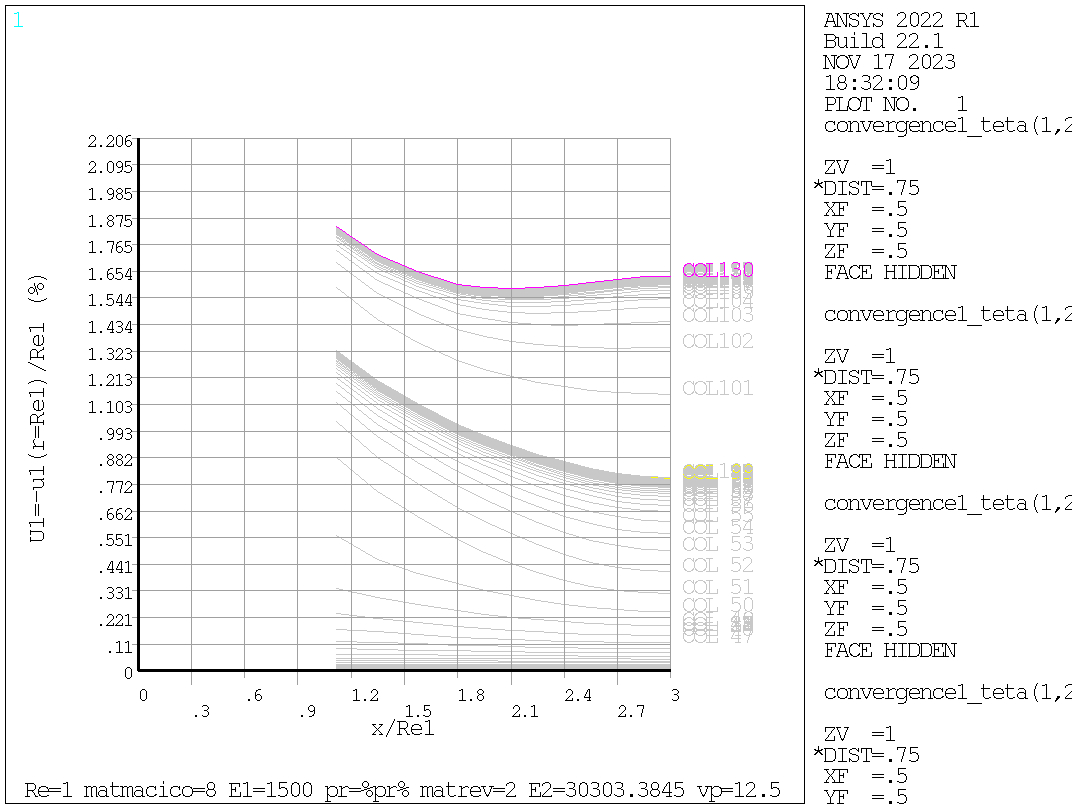 1
ANSYS 2022 R1
Build 22.1
NOV 17 2023
18:32:09
PLOT NO. 1
convergence1_teta(1,2
ZV =1
*DIST=.75
XF =.5
YF =.5
ZF =.5
FACE HIDDEN
convergence1_teta(1,2
ZV =1
*DIST=.75
XF =.5
YF =.5
ZF =.5
FACE HIDDEN
convergence1_teta(1,2
ZV =1
*DIST=.75
XF =.5
YF =.5
ZF =.5
FACE HIDDEN
convergence1_teta(1,2
ZV =1
*DIST=.75
XF =.5
YF =.5
U1=-u1(r=Re1)/Re1 (%)
2.206
2.095
1.985
1.875
1.765
1.654
1.544
1.434
1.323
1.213
1.103
.993
.882
.772
.662
.551
.441
.331
.221
.11
0
COL130
COL103
COL102
COL101
COL 54
COL 53
COL 52
COL 51
COL 50
COL 47
0 .6 1.2 1.8 2.4 3
.3 .9 1.5 2.1 2.7
x/Re1
Re=1 matmacico=8 E1=1500 pr=%pr% matrev=2 E2=30303.3845 vp=12.5